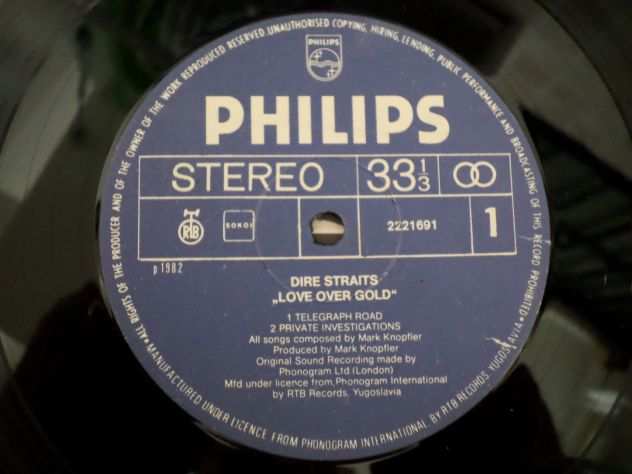 ALL RIGHTS OF THE PRODUCER AND OF THE OWNER OF THE WORK REPRODUCED RESERVED. UNAUTHORISED COPYING, HIRING, LENDING, PUBLIC PERFORMANCE AND BROADCASTING OF THIS RECORD PROHIBITED •
PHILIPS
PHILIPS
STEREO 33 1/3
RTB SOKOJ 2221691 1
p 1982
DIRE STRAITS
„LOVE OVER GOLD“
1 TELEGRAPH ROAD
2 PRIVATE INVESTIGATIONS
All songs composed by Mark Knopfler
Produced by Mark Knopfler
Original Sound Recording made by
Phonogram Ltd (London)
Mfd under licence from Phonogram International
by RTB Records, Yugoslavia
• MANUFACTURED UNDER LICENCE FROM PHONOGRAM INTERNATIONAL BY RTB RECORDS YUGOSLAVIA